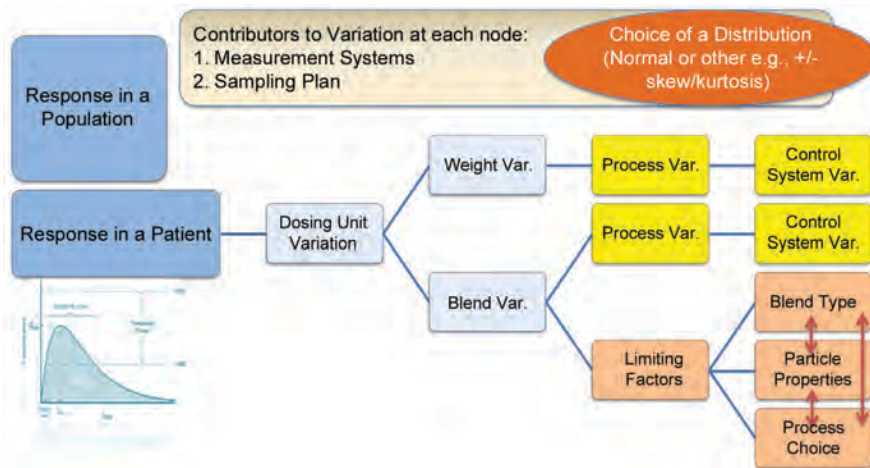 Contributors to Variation at each node:
1. Measurement Systems
2. Sampling Plan
Choice of a Distribution
(Normal or other e.g., +/-
skew/kurtosis)
Response in a
Population
Response in a Patient
Dosing Unit
Variation
Weight Var.
Process Var.
Control
System Var.
Process Var.
Control
System Var.
Blend Var.
Blend Type
Limiting
Factors
Particle
Properties
Process
Choice